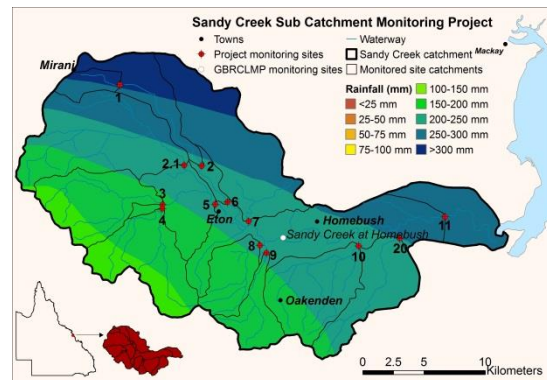 Sandy Creek Sub Catchment Monitoring Project
Towns
Waterway
Project monitoring sites
Sandy Creek catchment
Mackay
GBRCLMP monitoring sites
Monitored site catchments
Rainfall (mm)
100-150 mm
<25 mm
150-200 mm
25-50 mm
200-250 mm
50-75 mm
250-300 mm
75-100 mm
>300 mm
Mirani
1
2.1
2
3
4
5
6
Eton
7
Homebush
11
Sandy Creek at Homebush
8
9
10
20
Oakenden
0 2.5 5 10
Kilometers